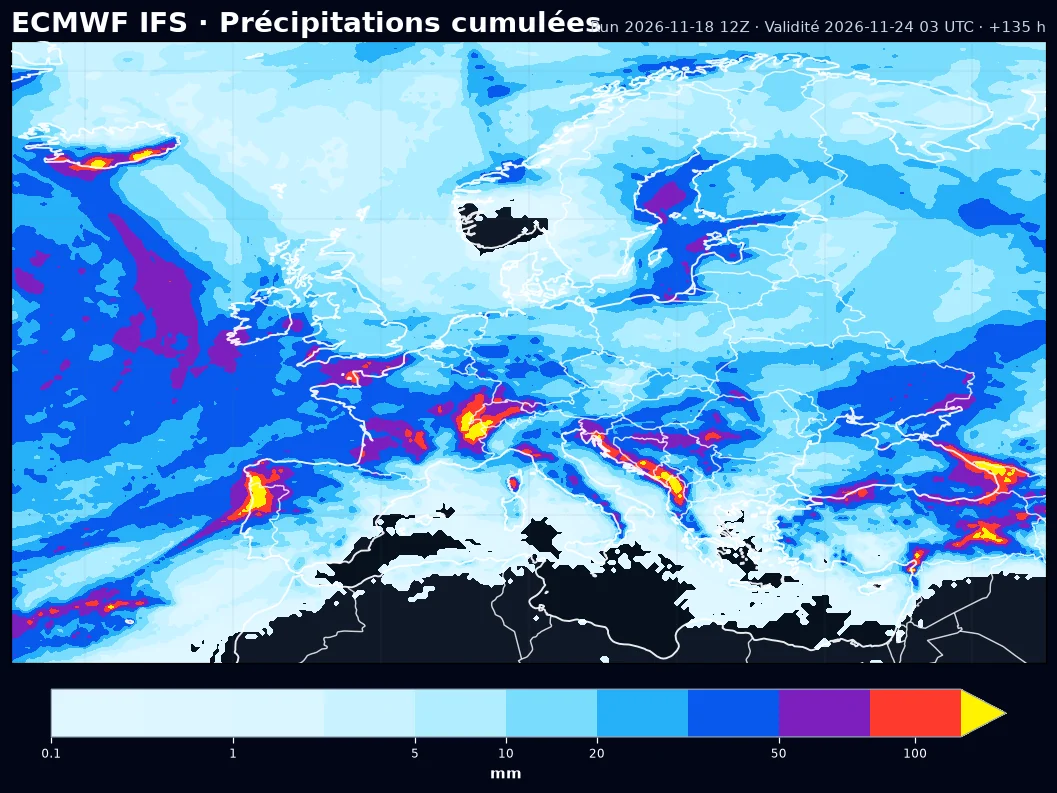 ECMWF IFS · Précipitations cumulées
Run 2026-11-18 12Z · Validité 2026-11-24 03 UTC · +135 h
0.1 1 5 10 20 50 100
mm